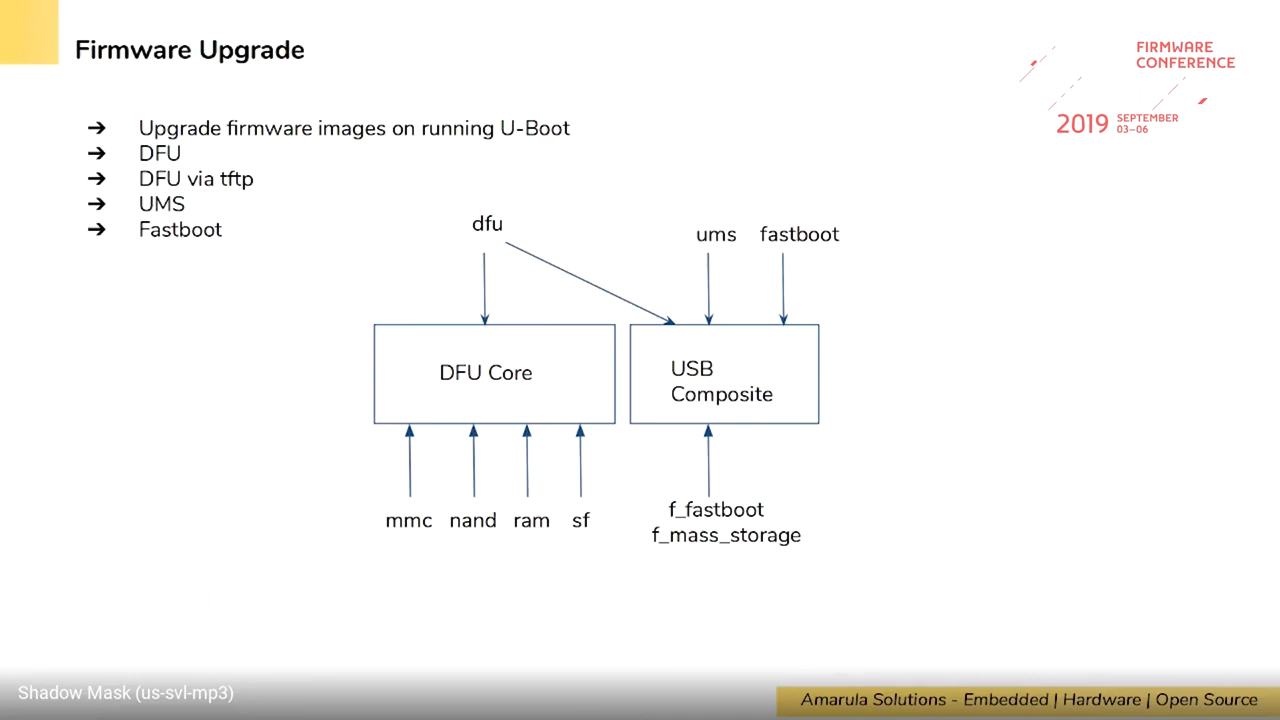 Firmware Upgrade
FIRMWARE
CONFERENCE
2019 SEPTEMBER
03–06
➔ Upgrade firmware images on running U-Boot
➔ DFU
➔ DFU via tftp
➔ UMS
➔ Fastboot
dfu
ums fastboot
DFU Core
USB
Composite
mmc nand ram sf
f_fastboot
f_mass_storage
Shadow Mask (us-svl-mp3)
Amarula Solutions - Embedded | Hardware | Open Source